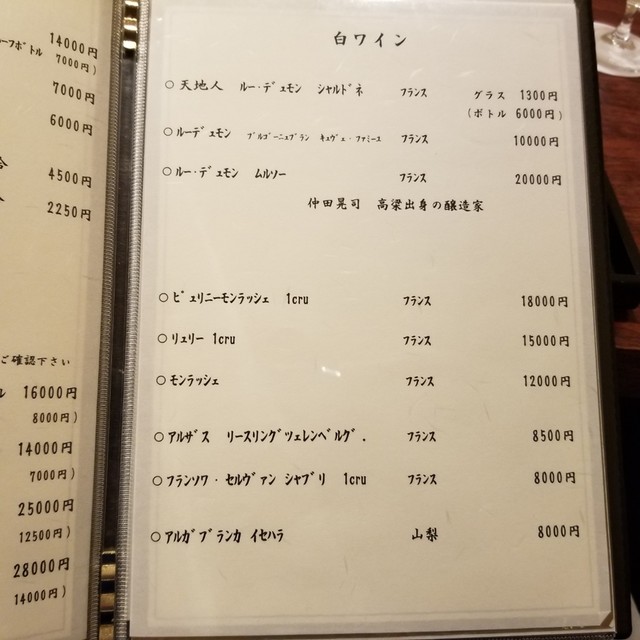 14000円
ーフボトル 7000円)
7000円
6000円
4500円
2250円
ご確認下さい
ル 16000円
8000円)
14000円
7000円)
25000円
12500円)
28000円
14000円)
白ワイン
○ 天地人 ルー・デュモン シャルドネ フランス グラス 1300円
(ボトル 6000円)
○ ルーデュモン ブルゴーニュブラン キュヴェ・ファミーユ フランス 10000円
○ ルー・デュモン ムルソー フランス 20000円
仲田晃司 高梁出身の醸造家
○ ピュリニーモンラッシェ 1cru フランス 18000円
○ リュリー 1cru フランス 15000円
○ モンラッシェ フランス 12000円
○ アルザス リースリングツェレンベルグ. フランス 8500円
○ フランソワ・セルヴァン シャブリ 1cru フランス 8000円
○ アルガブランカ イセハラ 山梨 8000円